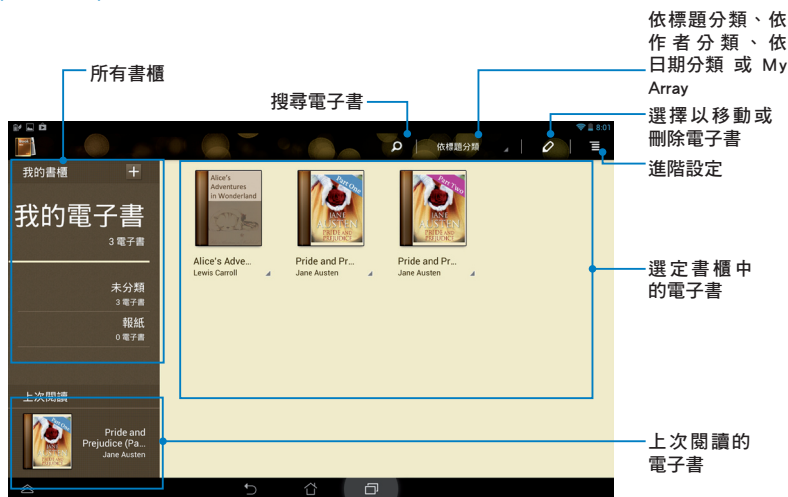 依標題分類、依
作者分類、依
日期分類 或 My
Array
所有書櫃
搜尋電子書
選擇以移動或
刪除電子書
進階設定
8:01
依標題分類
我的書櫃
我的電子書
3 電子書
未分類
3 電子書
報紙
0 電子書
Alice's
Adventures
in Wonderland
Alice's Adve...
Lewis Carroll
Part One
JANE
AUSTEN
PRIDE AND
PREJUDICE
Pride and Pr...
Jane Austen
Part Two
JANE
AUSTEN
PRIDE AND
PREJUDICE
Pride and Pr...
Jane Austen
選定書櫃中
的電子書
上次閱讀
Part One
JANE
AUSTEN
Pride and
Prejudice (Pa...
Jane Austen
上次閱讀的
電子書